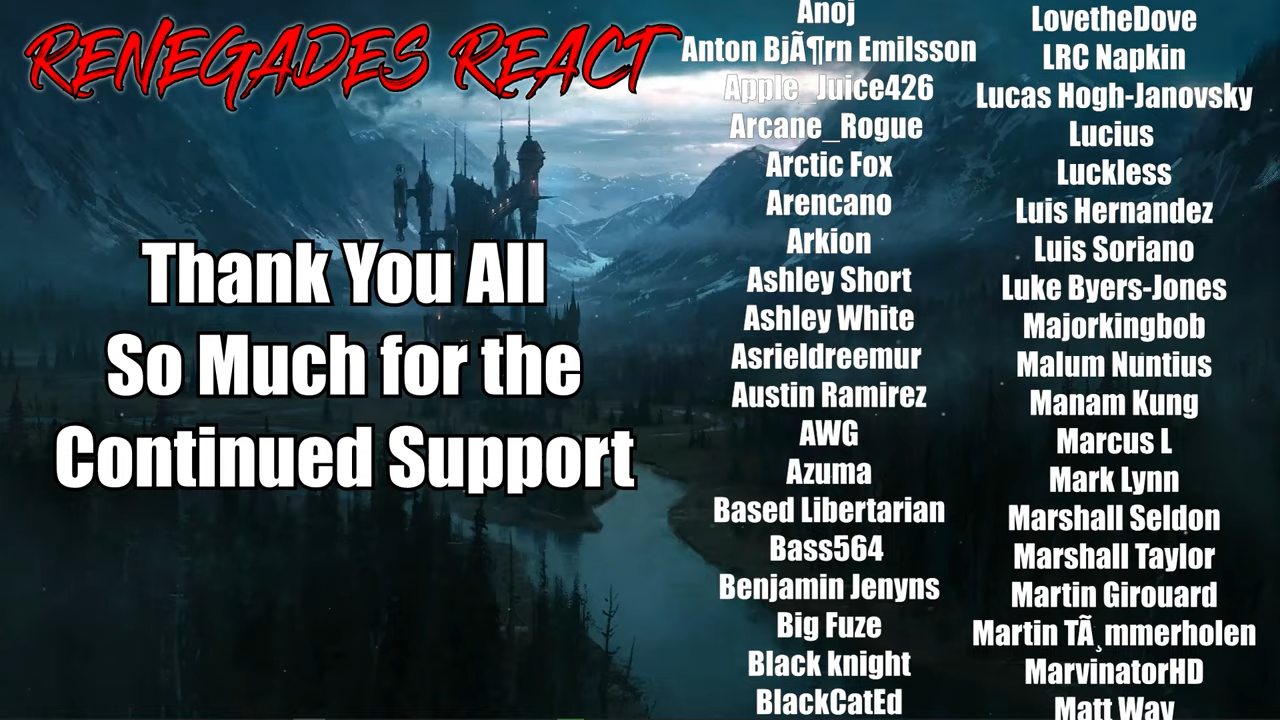 RENEGADES REACT
Thank You All
So Much for the
Continued Support
Anoj
Anton BjÃ¶rn Emilsson
Apple_Juice426
Arcane_Rogue
Arctic Fox
Arencano
Arkion
Ashley Short
Ashley White
Asrieldreemur
Austin Ramirez
AWG
Azuma
Based Libertarian
Bass564
Benjamin Jenyns
Big Fuze
Black knight
BlackCatEd
LovetheDove
LRC Napkin
Lucas Hogh-Janovsky
Lucius
Luckless
Luis Hernandez
Luis Soriano
Luke Byers-Jones
Majorkingbob
Malum Nuntius
Manam Kung
Marcus L
Mark Lynn
Marshall Seldon
Marshall Taylor
Martin Girouard
Martin TÃ¸mmerholen
MarvinatorHD
Matt Way